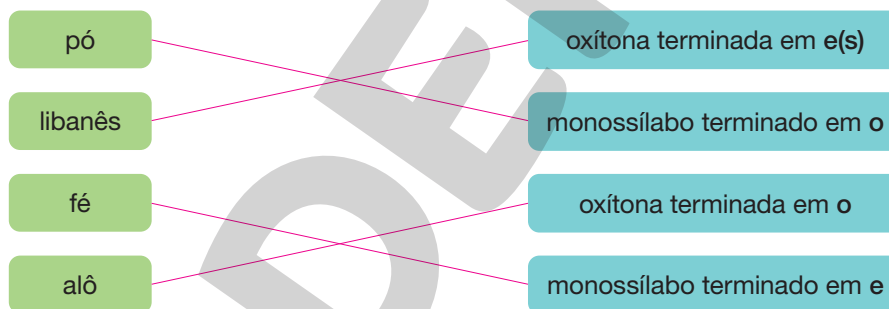 pó
oxítona terminada em e(s)
libanês
monossílabo terminado em o
fé
oxítona terminada em o
alô
monossílabo terminado em e